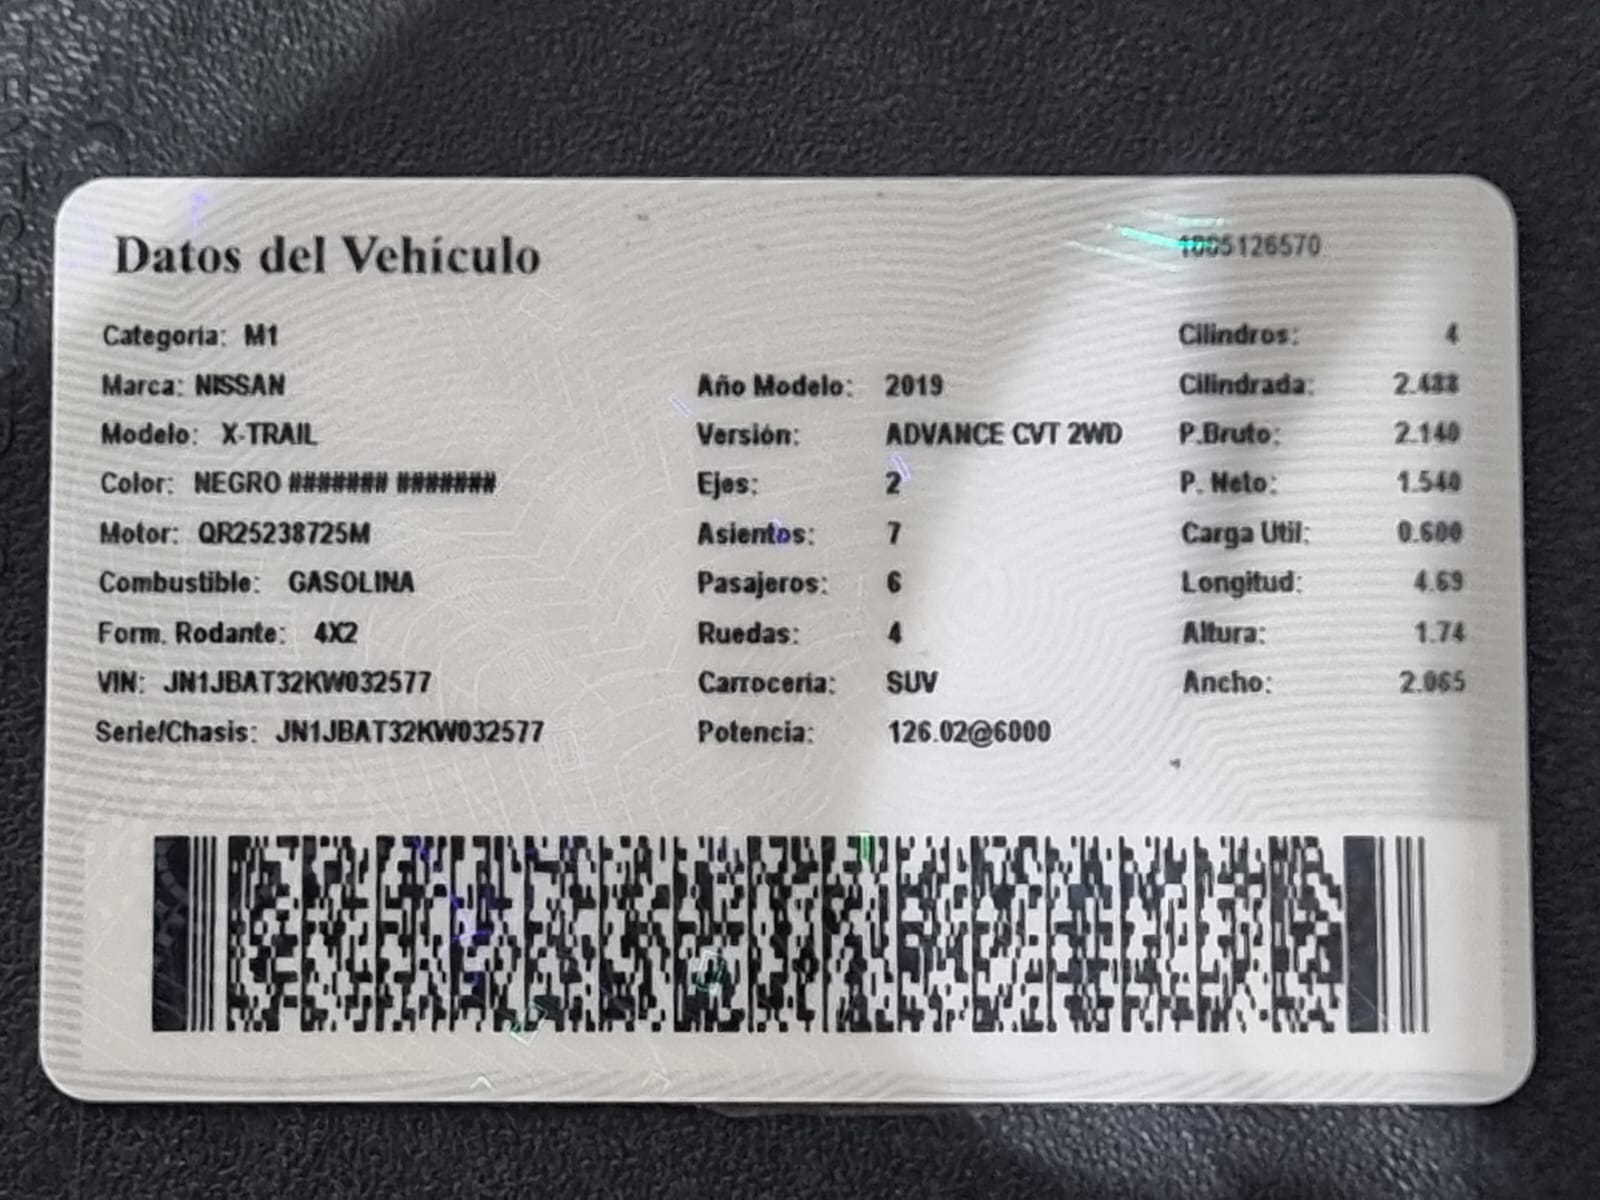 Datos del Vehículo
1005126570
Categoría: M1
Cilindros: 4
Marca: NISSAN
Año Modelo: 2019
Cilindrada: 2.488
Modelo: X-TRAIL
Versión: ADVANCE CVT 2WD
P.Bruto: 2.140
Color: NEGRO ####### #######
Ejes: 2
P. Neto: 1.540
Motor: QR25238725M
Asientos: 7
Carga Util: 0.600
Combustible: GASOLINA
Pasajeros: 6
Longitud: 4.69
Form. Rodante: 4X2
Ruedas: 4
Altura: 1.74
VIN: JN1JBAT32KW032577
Carrocería: SUV
Ancho: 2.065
Serie/Chasis: JN1JBAT32KW032577
Potencia: 126.02@6000